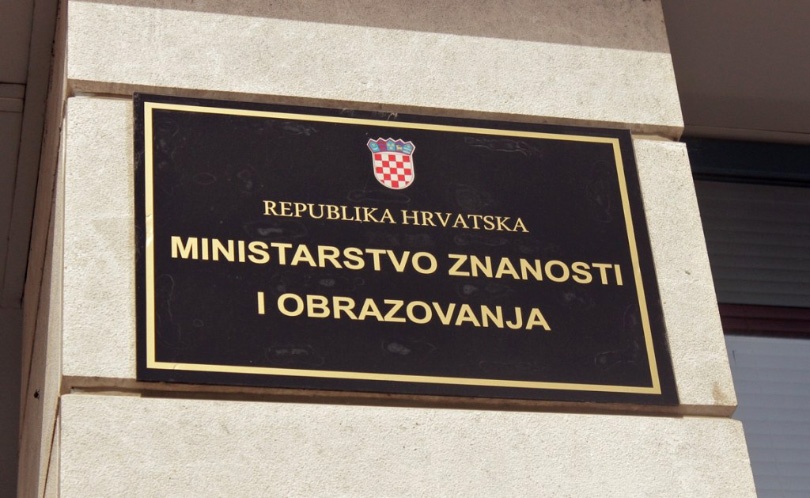 REPUBLIKA HRVATSKA
MINISTARSTVO ZNANOSTI
I OBRAZOVANJA